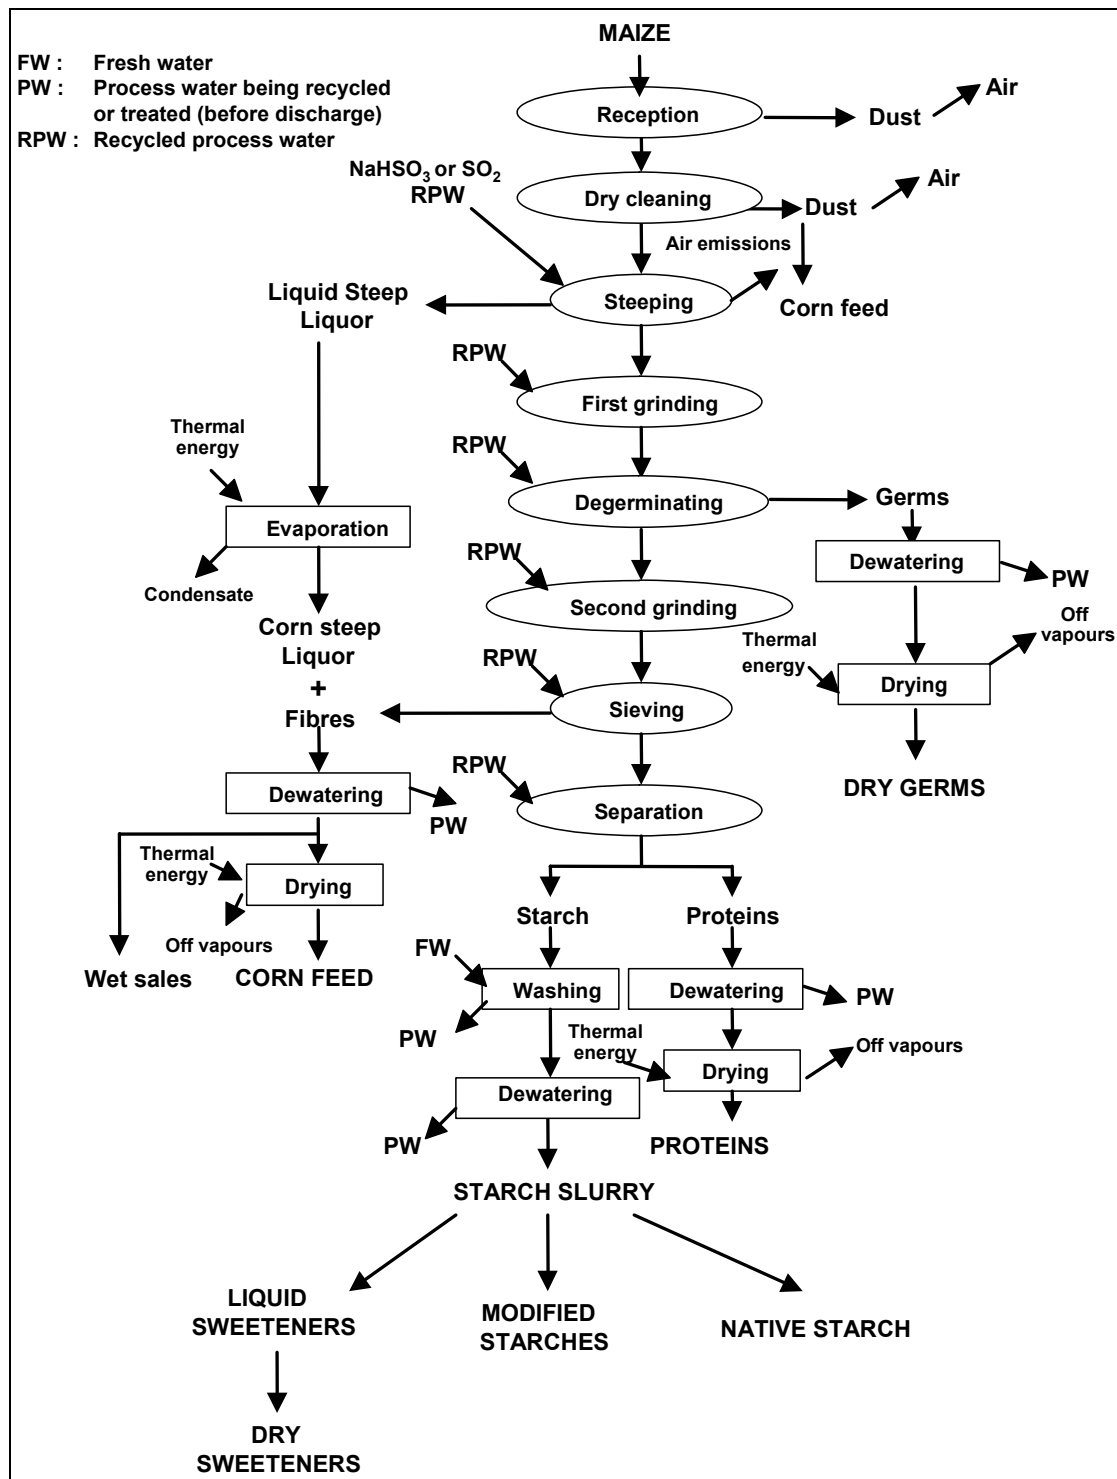 MAIZE
FW : Fresh water
PW : Process water being recycled
or treated (before discharge)
RPW : Recycled process water
Reception
Dust
Air
NaHSO₃ or SO₂
RPW
Dry cleaning
Dust
Air
Air emissions
Steeping
Corn feed
Liquid Steep
Liquor
RPW
First grinding
Thermal
energy
RPW
Degerminating
Germs
Evaporation
Condensate
RPW
Second grinding
Dewatering
PW
Off
vapours
Thermal
energy
Drying
DRY GERMS
Corn steep
Liquor
+
Fibres
RPW
Sieving
Dewatering
PW
RPW
Separation
Thermal
energy
Drying
Off vapours
Wet sales
CORN FEED
Starch
Proteins
FW
Washing
PW
Dewatering
PW
Thermal
energy
Drying
Off vapours
Dewatering
PW
PROTEINS
STARCH SLURRY
LIQUID
SWEETENERS
MODIFIED
STARCHES
NATIVE STARCH
DRY
SWEETENERS